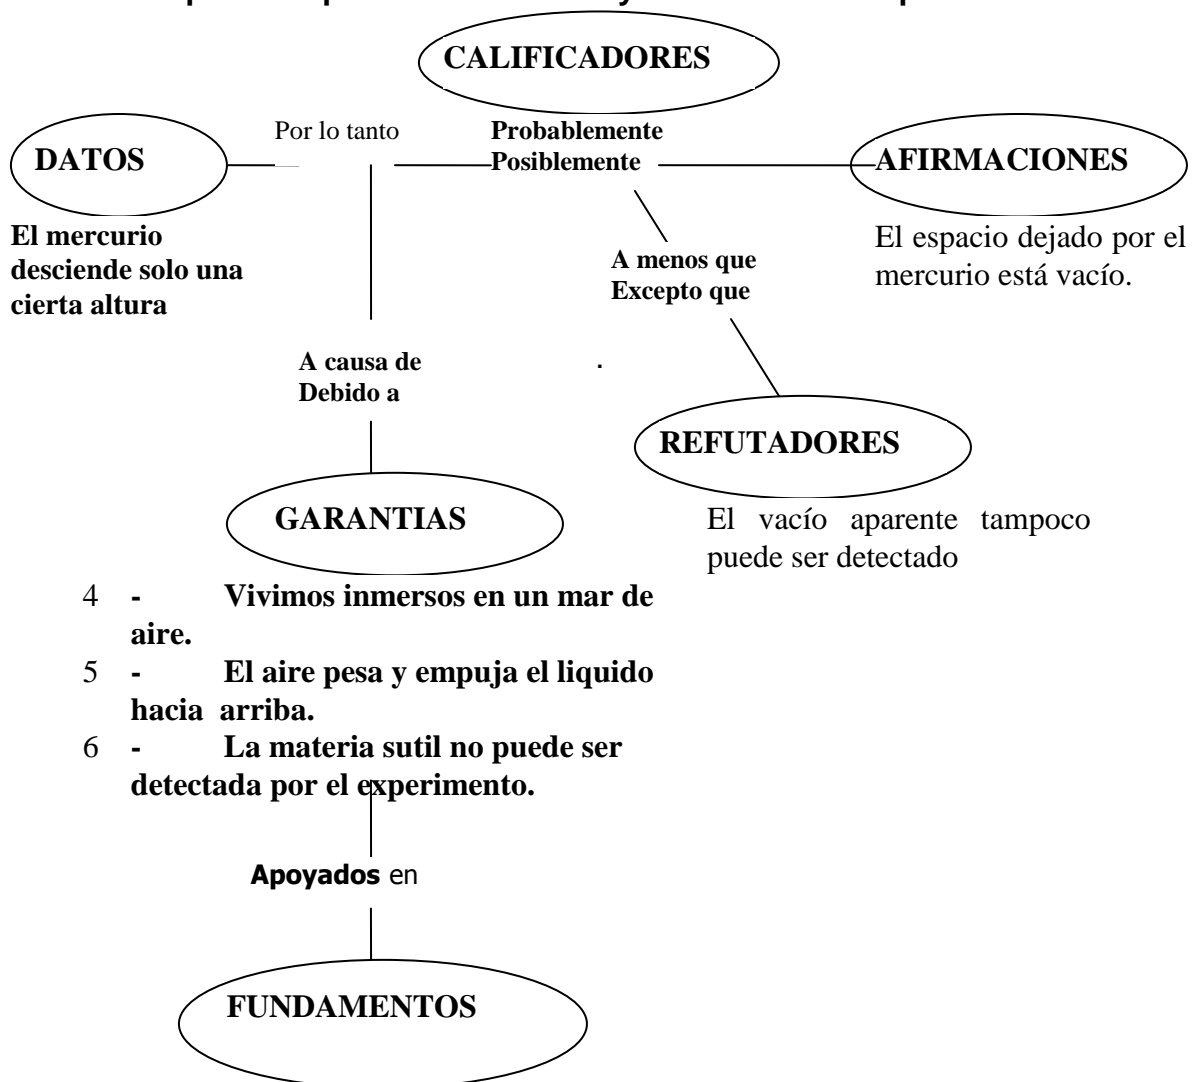 CALIFICADORES
Por lo tanto
Probablemente
Posiblemente
DATOS
AFIRMACIONES
El mercurio
desciende solo una
cierta altura
El espacio dejado por el
mercurio está vacío.
A menos que
Excepto que
A causa de
Debido a
.
REFUTADORES
El vacío aparente tampoco
puede ser detectado
GARANTIAS
4 - Vivimos inmersos en un mar de
aire.
5 - El aire pesa y empuja el liquido
hacia arriba.
6 - La materia sutil no puede ser
detectada por el experimento.
Apoyados en
FUNDAMENTOS